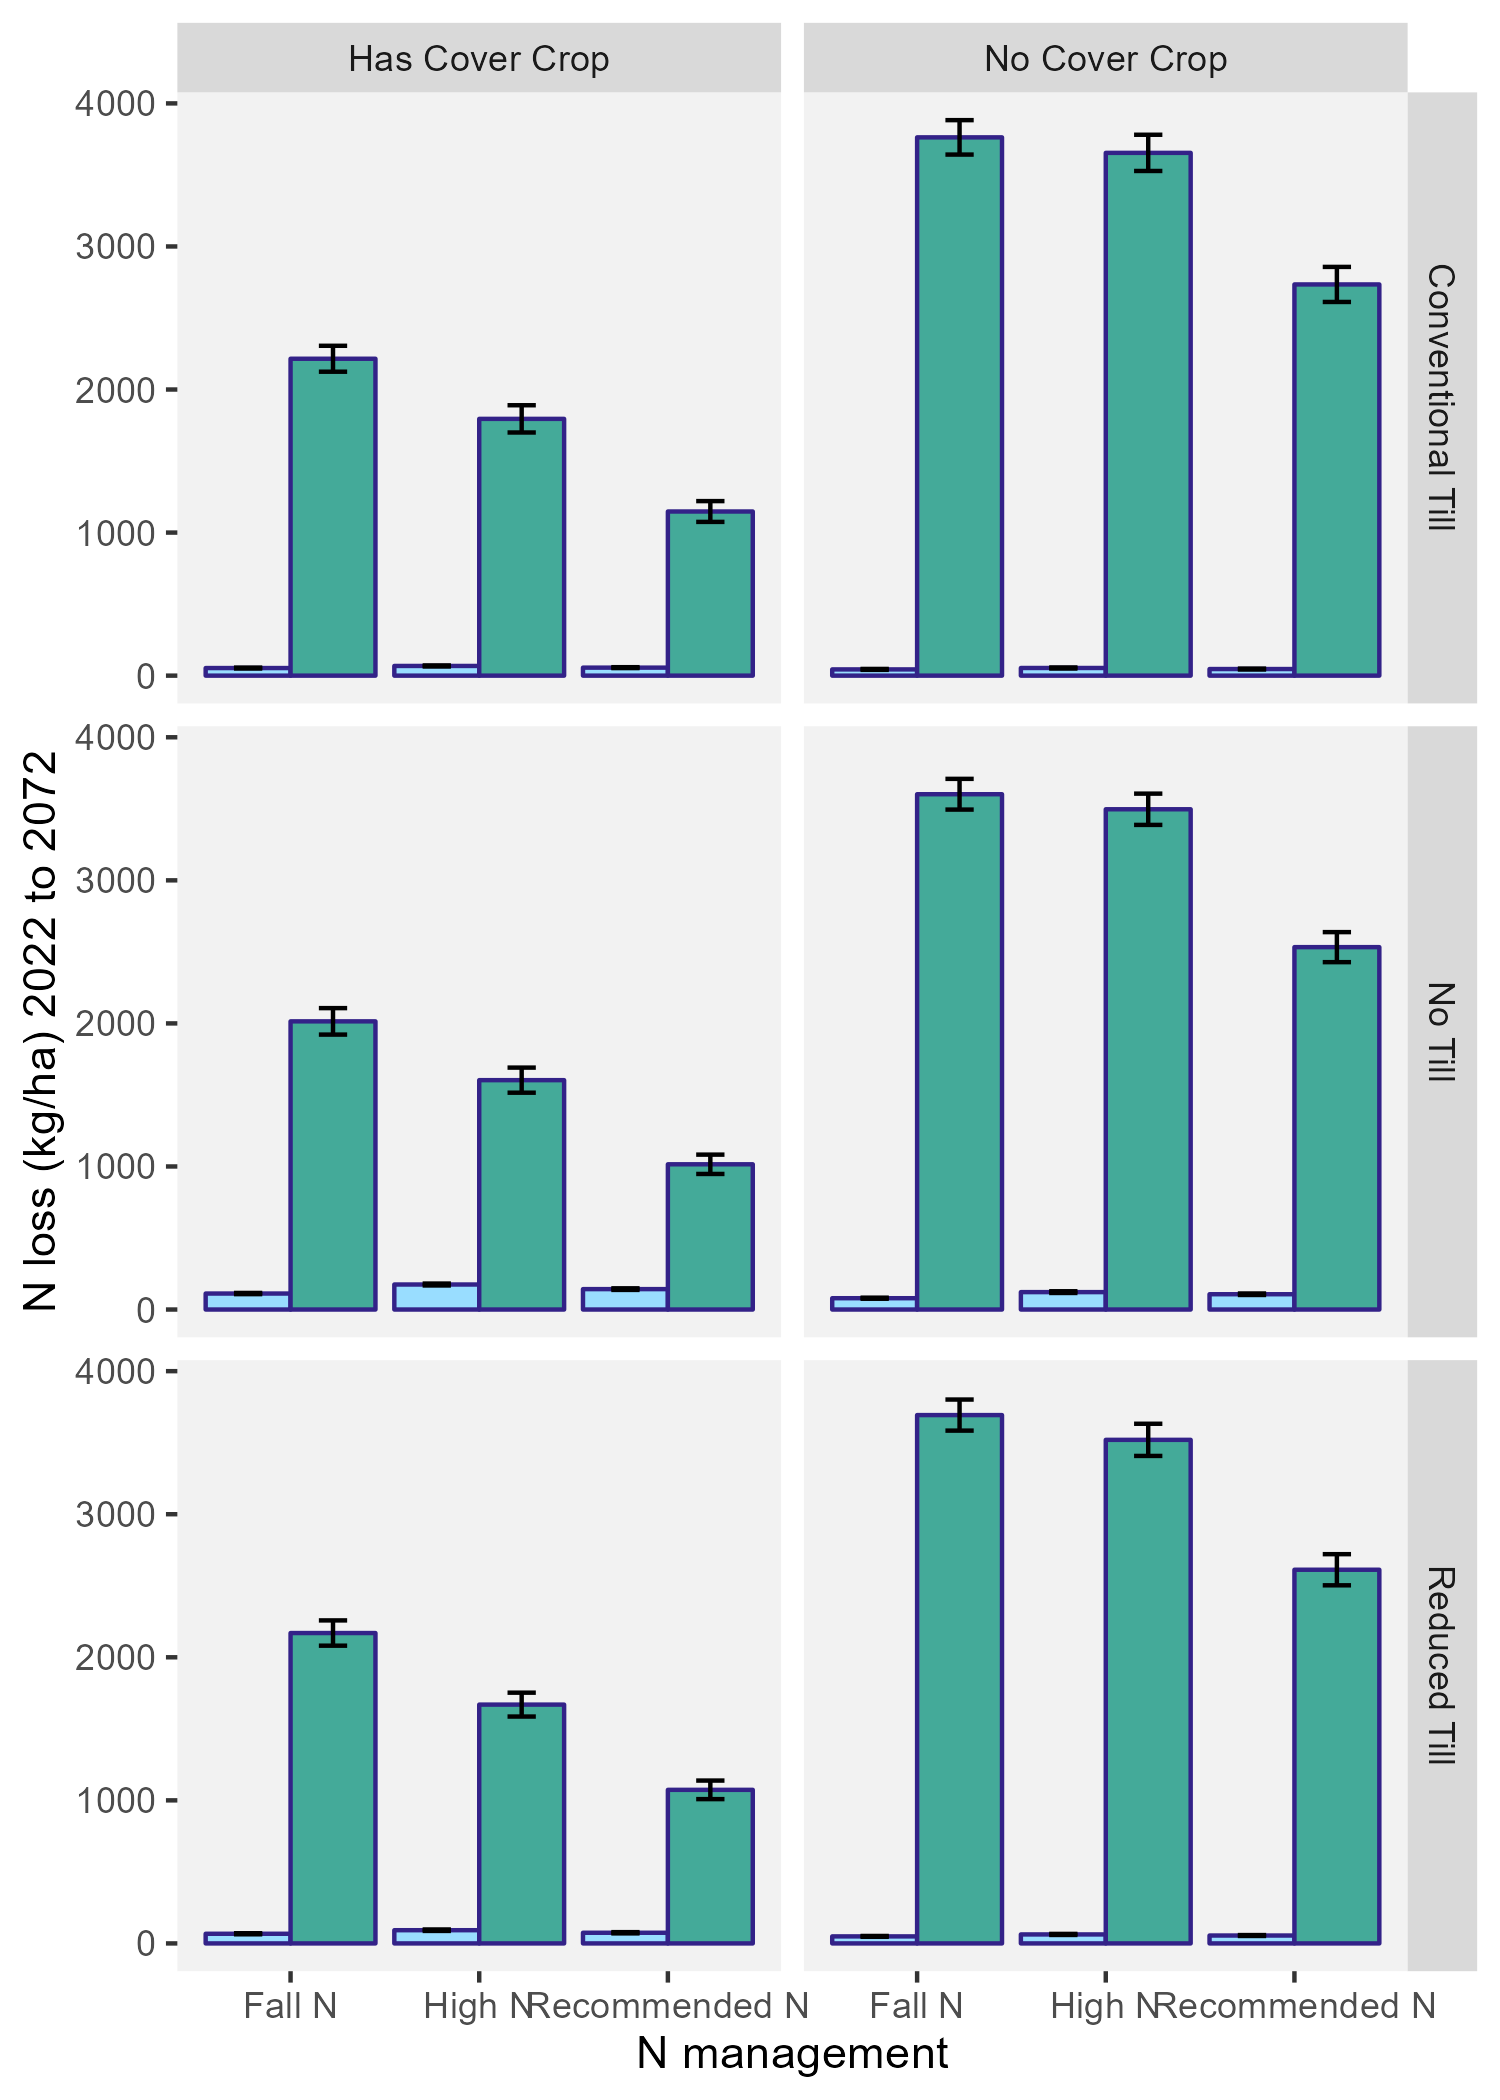 Has Cover Crop
No Cover Crop
4000
3000
2000
1000
0
Conventional Till
4000
3000
2000
1000
0
No Till
4000
3000
2000
1000
0
Reduced Till
N loss (kg/ha) 2022 to 2072
Fall N
High N
Recommended N
Fall N
High N
Recommended N
N management